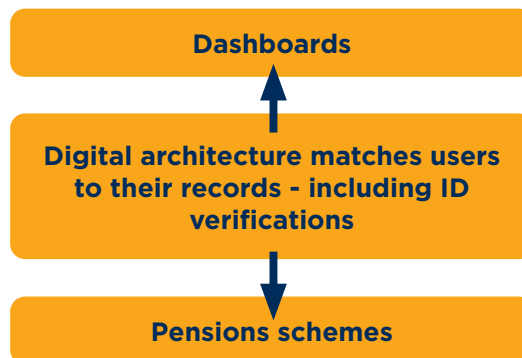 Dashboards
Digital architecture matches users
to their records - including ID
verifications
Pensions schemes